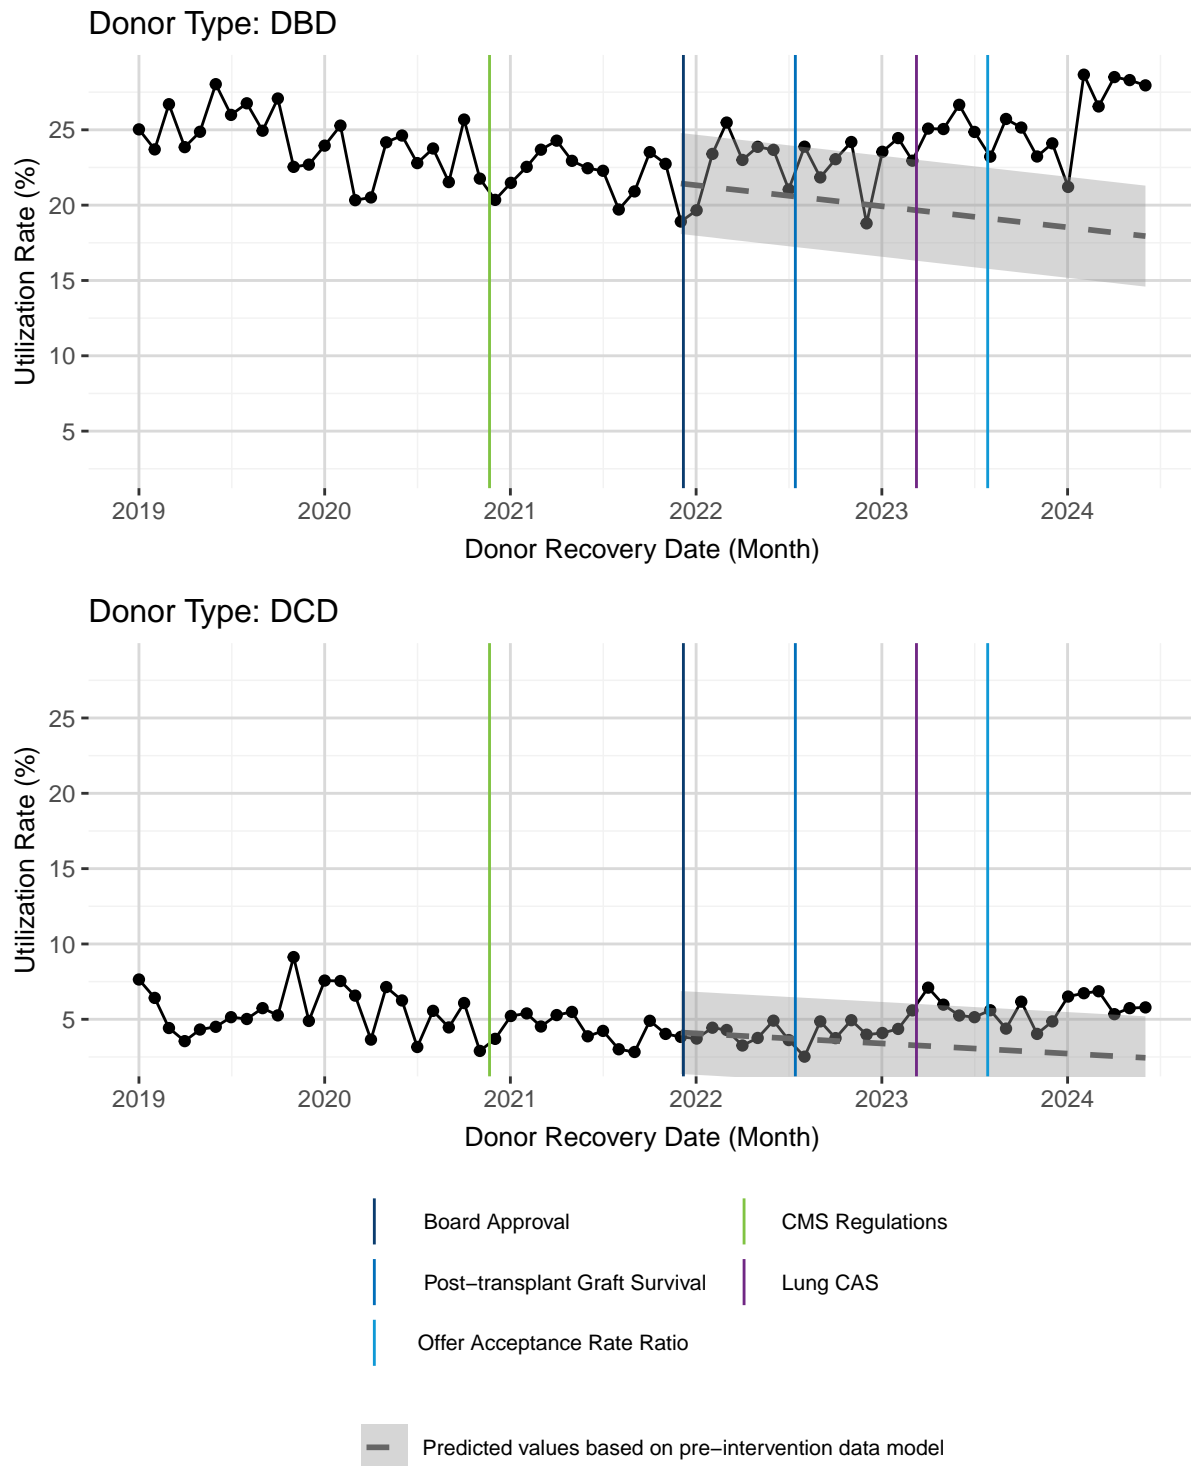 Donor Type: DBD
Utilization Rate (%)
25
20
15
10
5
2019 2020 2021 2022 2023 2024
Donor Recovery Date (Month)
Donor Type: DCD
Utilization Rate (%)
25
20
15
10
5
2019 2020 2021 2022 2023 2024
Donor Recovery Date (Month)
Board Approval CMS Regulations
Post−transplant Graft Survival Lung CAS
Offer Acceptance Rate Ratio
Predicted values based on pre−intervention data model